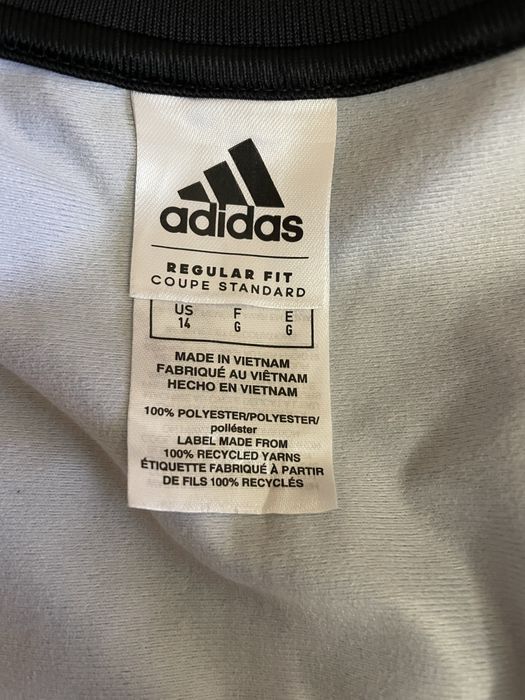 adidas
REGULAR FIT
COUPE STANDARD
US F E
14 G G
MADE IN VIETNAM
FABRIQUÉ AU VIÊTNAM
HECHO EN VIETNAM
100% POLYESTER/POLYESTER/
poliéster
LABEL MADE FROM
100% RECYCLED YARNS
ÉTIQUETTE FABRIQUÉ À PARTIR
DE FILS 100% RECYCLÉS